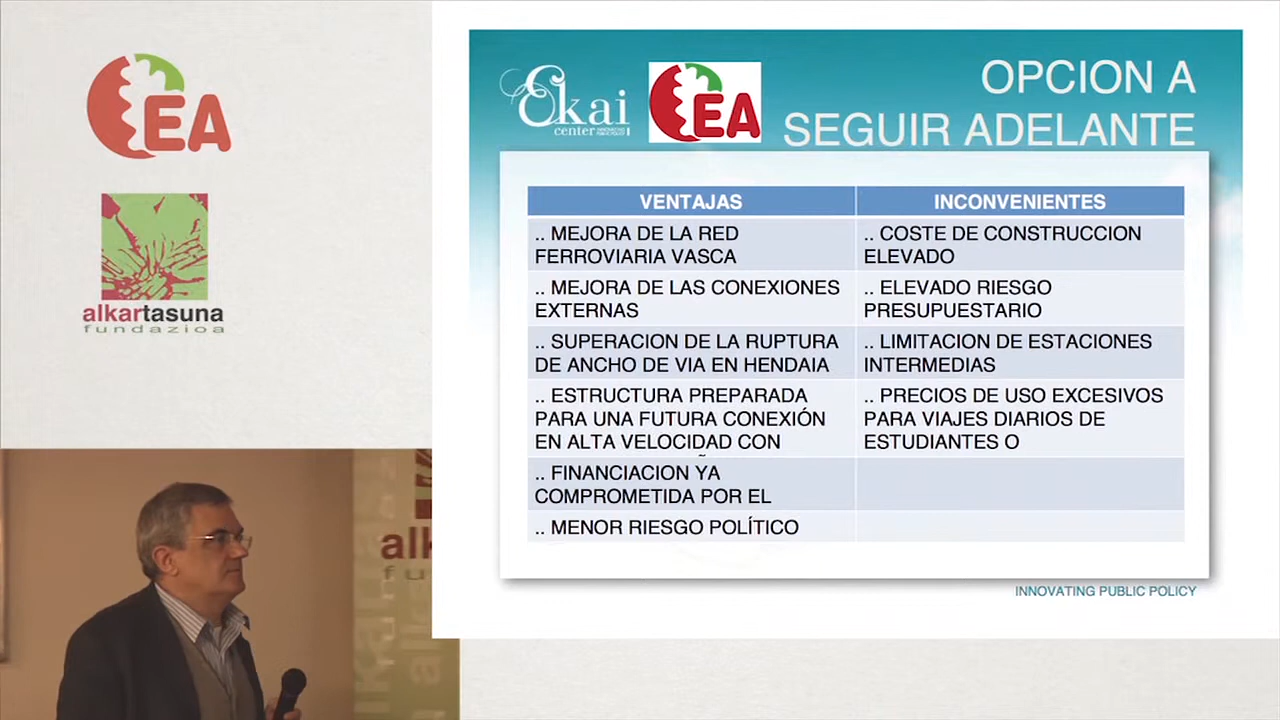 EA
alkartasuna
fundazioa
Ekai
center
EA
OPCION A
SEGUIR ADELANTE
VENTAJAS
INCONVENIENTES
.. MEJORA DE LA RED
FERROVIARIA VASCA
.. COSTE DE CONSTRUCCION
ELEVADO
.. MEJORA DE LAS CONEXIONES
EXTERNAS
.. ELEVADO RIESGO
PRESUPUESTARIO
.. SUPERACION DE LA RUPTURA
DE ANCHO DE VIA EN HENDAIA
.. LIMITACION DE ESTACIONES
INTERMEDIAS
.. ESTRUCTURA PREPARADA
PARA UNA FUTURA CONEXIÓN
EN ALTA VELOCIDAD CON
.. PRECIOS DE USO EXCESIVOS
PARA VIAJES DIARIOS DE
ESTUDIANTES O
.. FINANCIACION YA
COMPROMETIDA POR EL
.. MENOR RIESGO POLÍTICO
INNOVATING PUBLIC POLICY